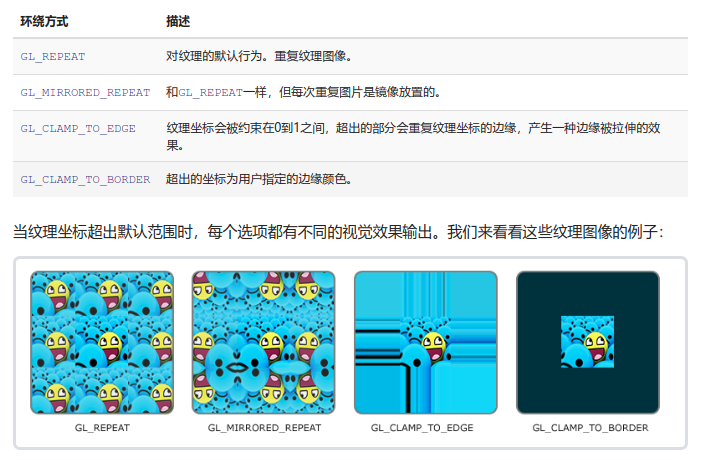 环绕方式 描述
GL_REPEAT 对纹理的默认行为。重复纹理图像。
GL_MIRRORED_REPEAT 和GL_REPEAT一样，但每次重复图片是镜像放置的。
GL_CLAMP_TO_EDGE 纹理坐标会被约束在0到1之间，超出的部分会重复纹理坐标的边缘，产生一种边缘被拉伸的效
果。
GL_CLAMP_TO_BORDER 超出的坐标为用户指定的边缘颜色。
当纹理坐标超出默认范围时，每个选项都有不同的视觉效果输出。我们来看看这些纹理图像的例子：
GL_REPEAT GL_MIRRORED_REPEAT GL_CLAMP_TO_EDGE GL_CLAMP_TO_BORDER